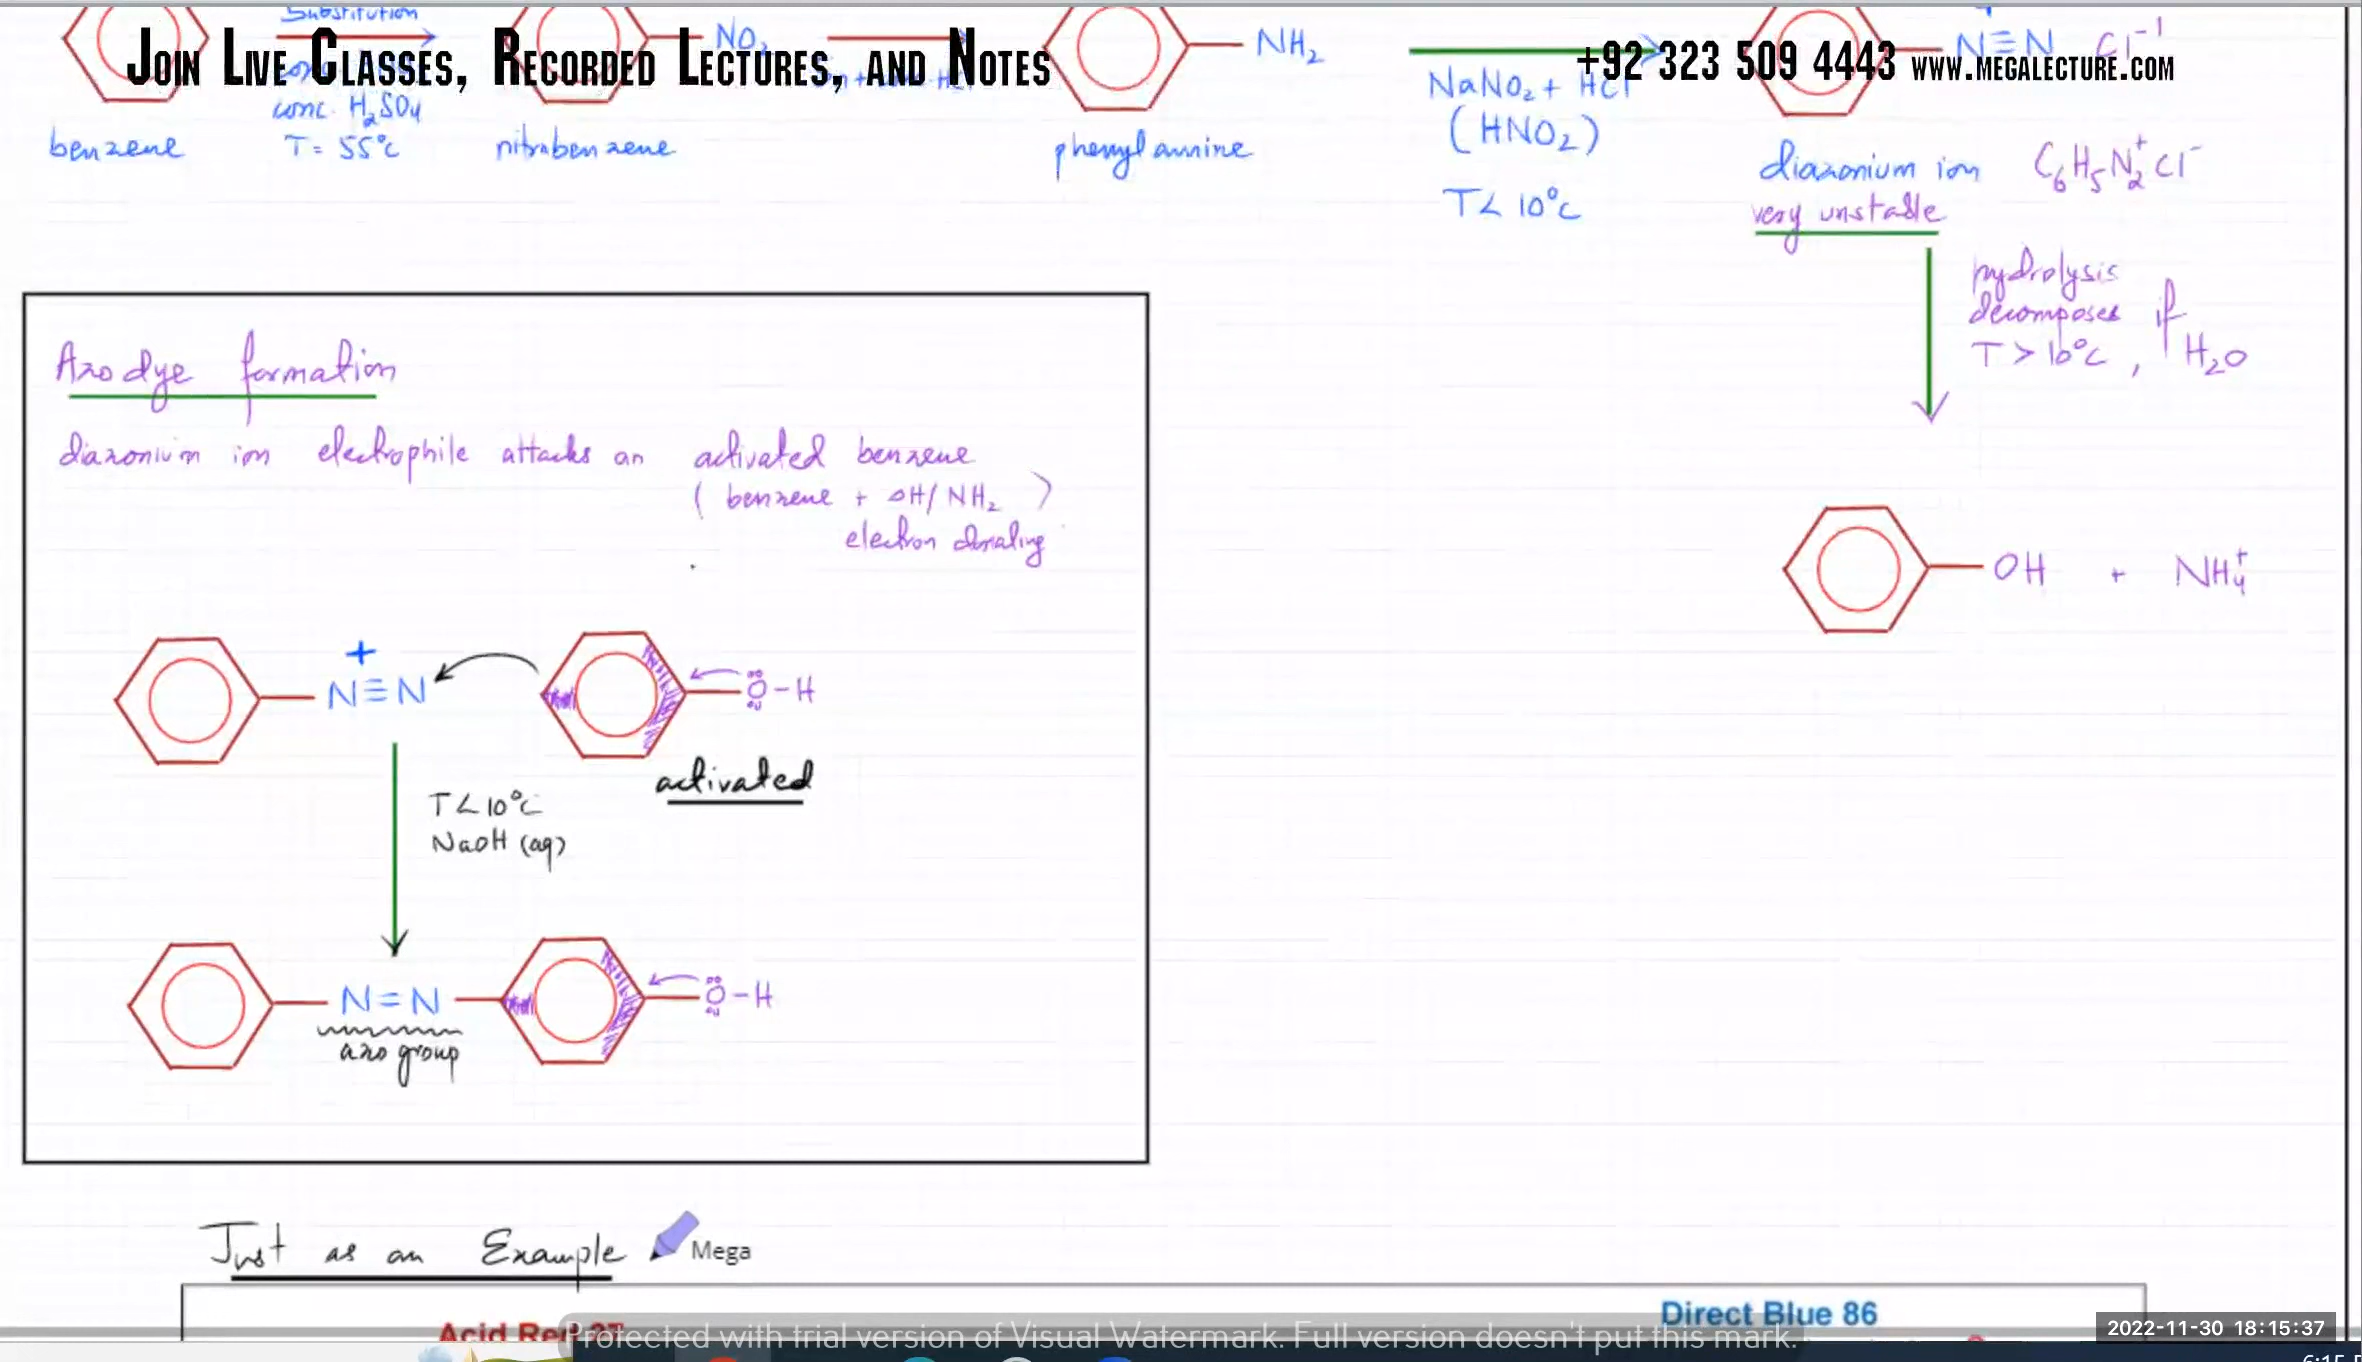 Substitution
JOIN LIVE CLASSES, RECORDED LECTURES, AND NOTES
+92 323 509 4443 WWW.MEGALECTURE.COM
NO2
NH2
N≡N Cl-1
conc. H2SO4
T = 55°C
NaNO2 + HCl
(HNO2)
T < 10°C
benzene
nitrobenzene
phenylamine
diazonium ion C6H5N2+Cl-
very unstable
hydrolysis
decomposes if
T > 10°C, H2O
OH + NH4+
Azodye formation
diazonium ion electrophile attacks an activated benzene
( benzene + OH/NH2 )
electron donating
+
N≡N
O-H
activated
T < 10°C
NaOH (aq)
N=N
O-H
azo group
Just as an Example
Mega
Direct Blue 86
Acid Red
Protected with trial version of Visual Watermark. Full version doesn't put this mark.
2022-11-30 18:15:37